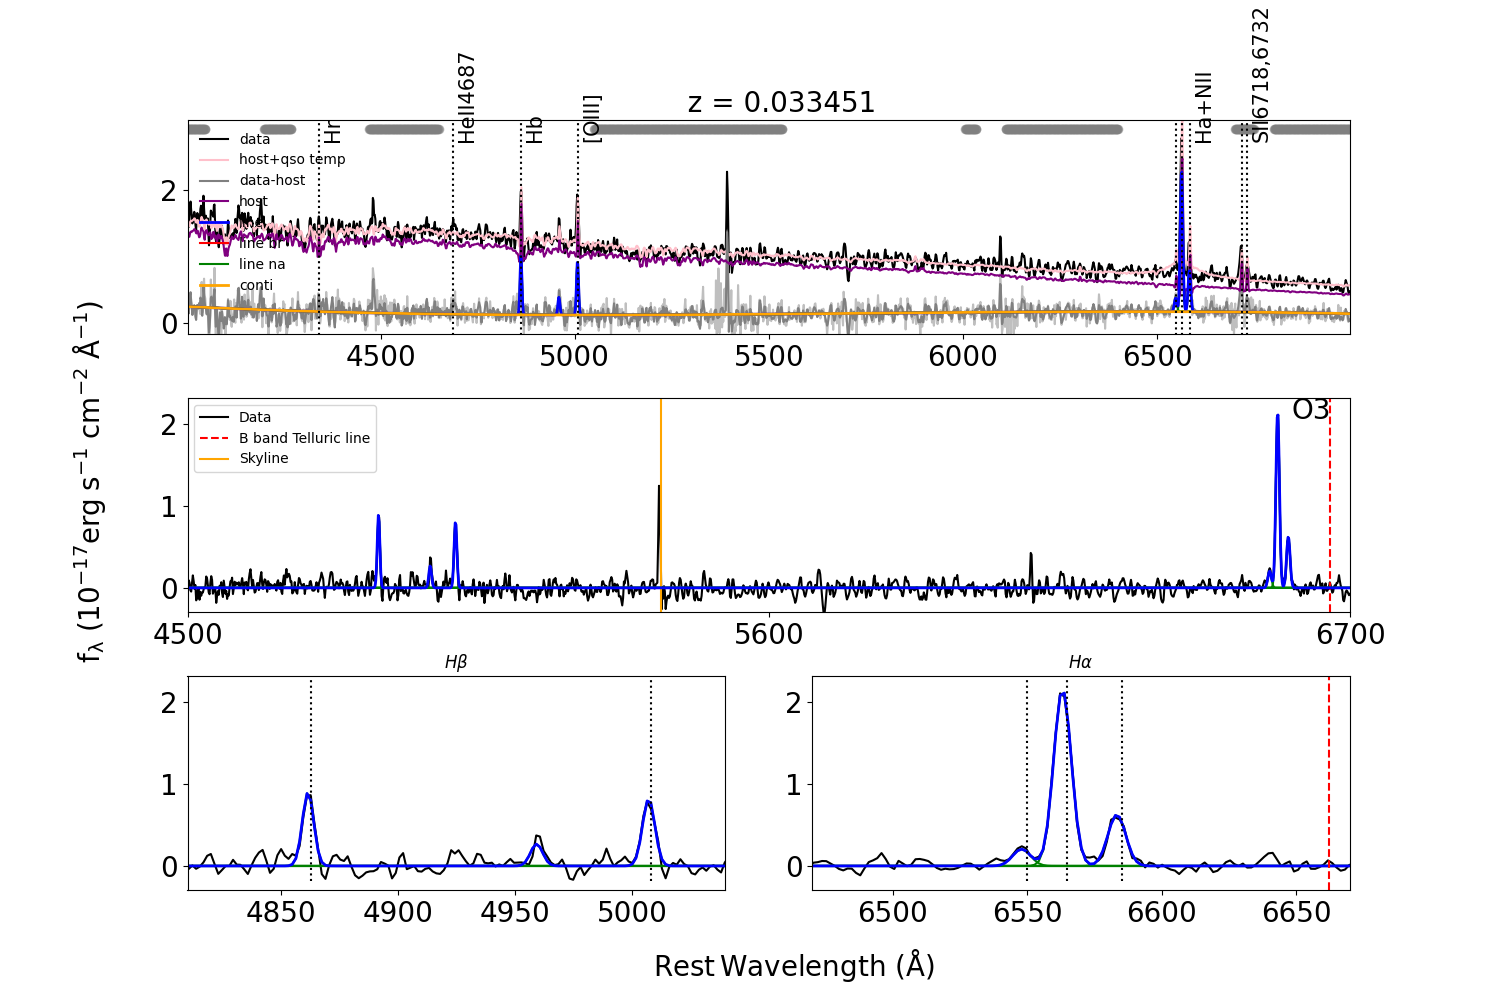 z = 0.033451
Hr
HeII4687
Hb
[OIII]
Ha+NII
SII6718,6732
data
host+qso temp
data-host
host
line br
line na
conti
2
0
4500 5000 5500 6000 6500
f_λ (10^−17 erg s^−1 cm^−2 Å^−1)
Data
B band Telluric line
Skyline
O3
2
1
0
4500 5600 6700
Hβ
2
1
0
4850 4900 4950 5000
Hα
2
1
0
6500 6550 6600 6650
Rest Wavelength (Å)